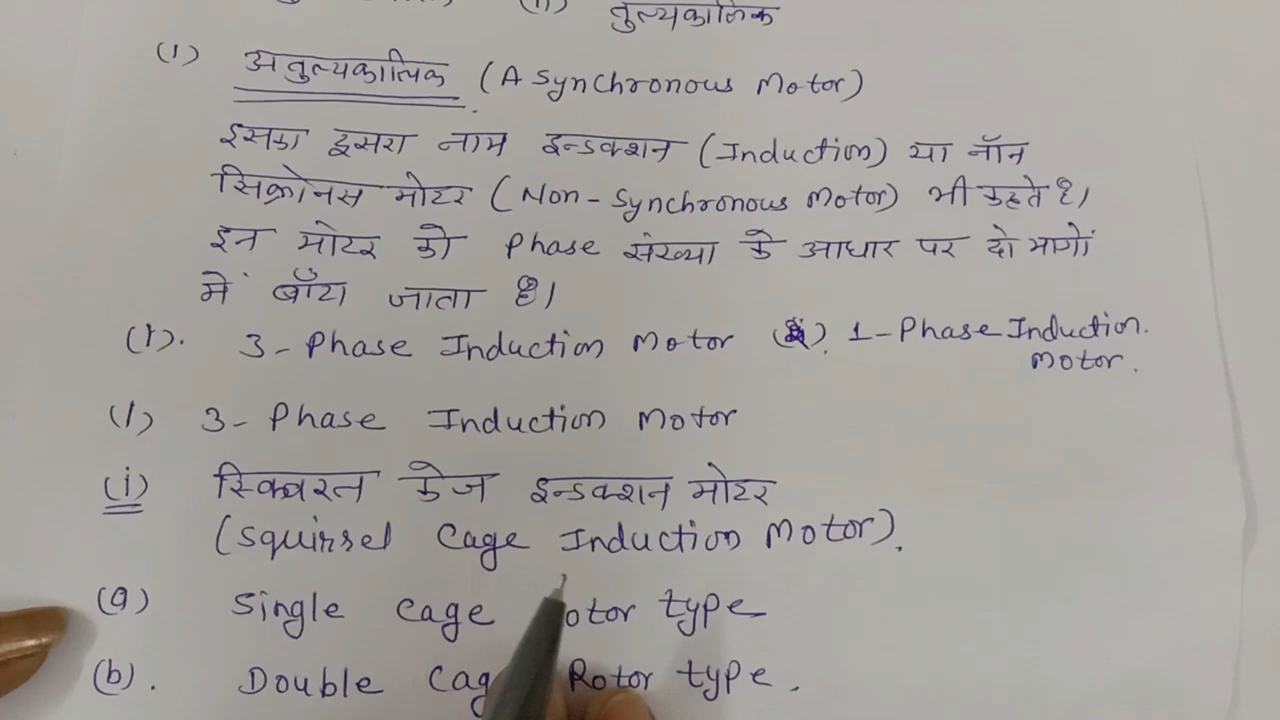 (ii) तुल्यकालिक
(1) अतुल्यकालिक (ASynchronous Motor)
इसका दूसरा नाम इन्डक्शन (Induction) या नॉन
सिक्रोनस मोटर (Non-Synchronous Motor) भी कहते है।
इन मोटर को Phase संख्या के आधार पर दो भागों
में बाँटा जाता है।
(1). 3-Phase Induction Motor ( ). 1-Phase Induction.
Motor.
(1) 3-Phase Induction Motor
(i) स्क्विरल केज इन्डक्शन मोटर
(Squirrel Cage Induction Motor).
(a) Single Cage otor type
(b). Double Cag Rotor type.